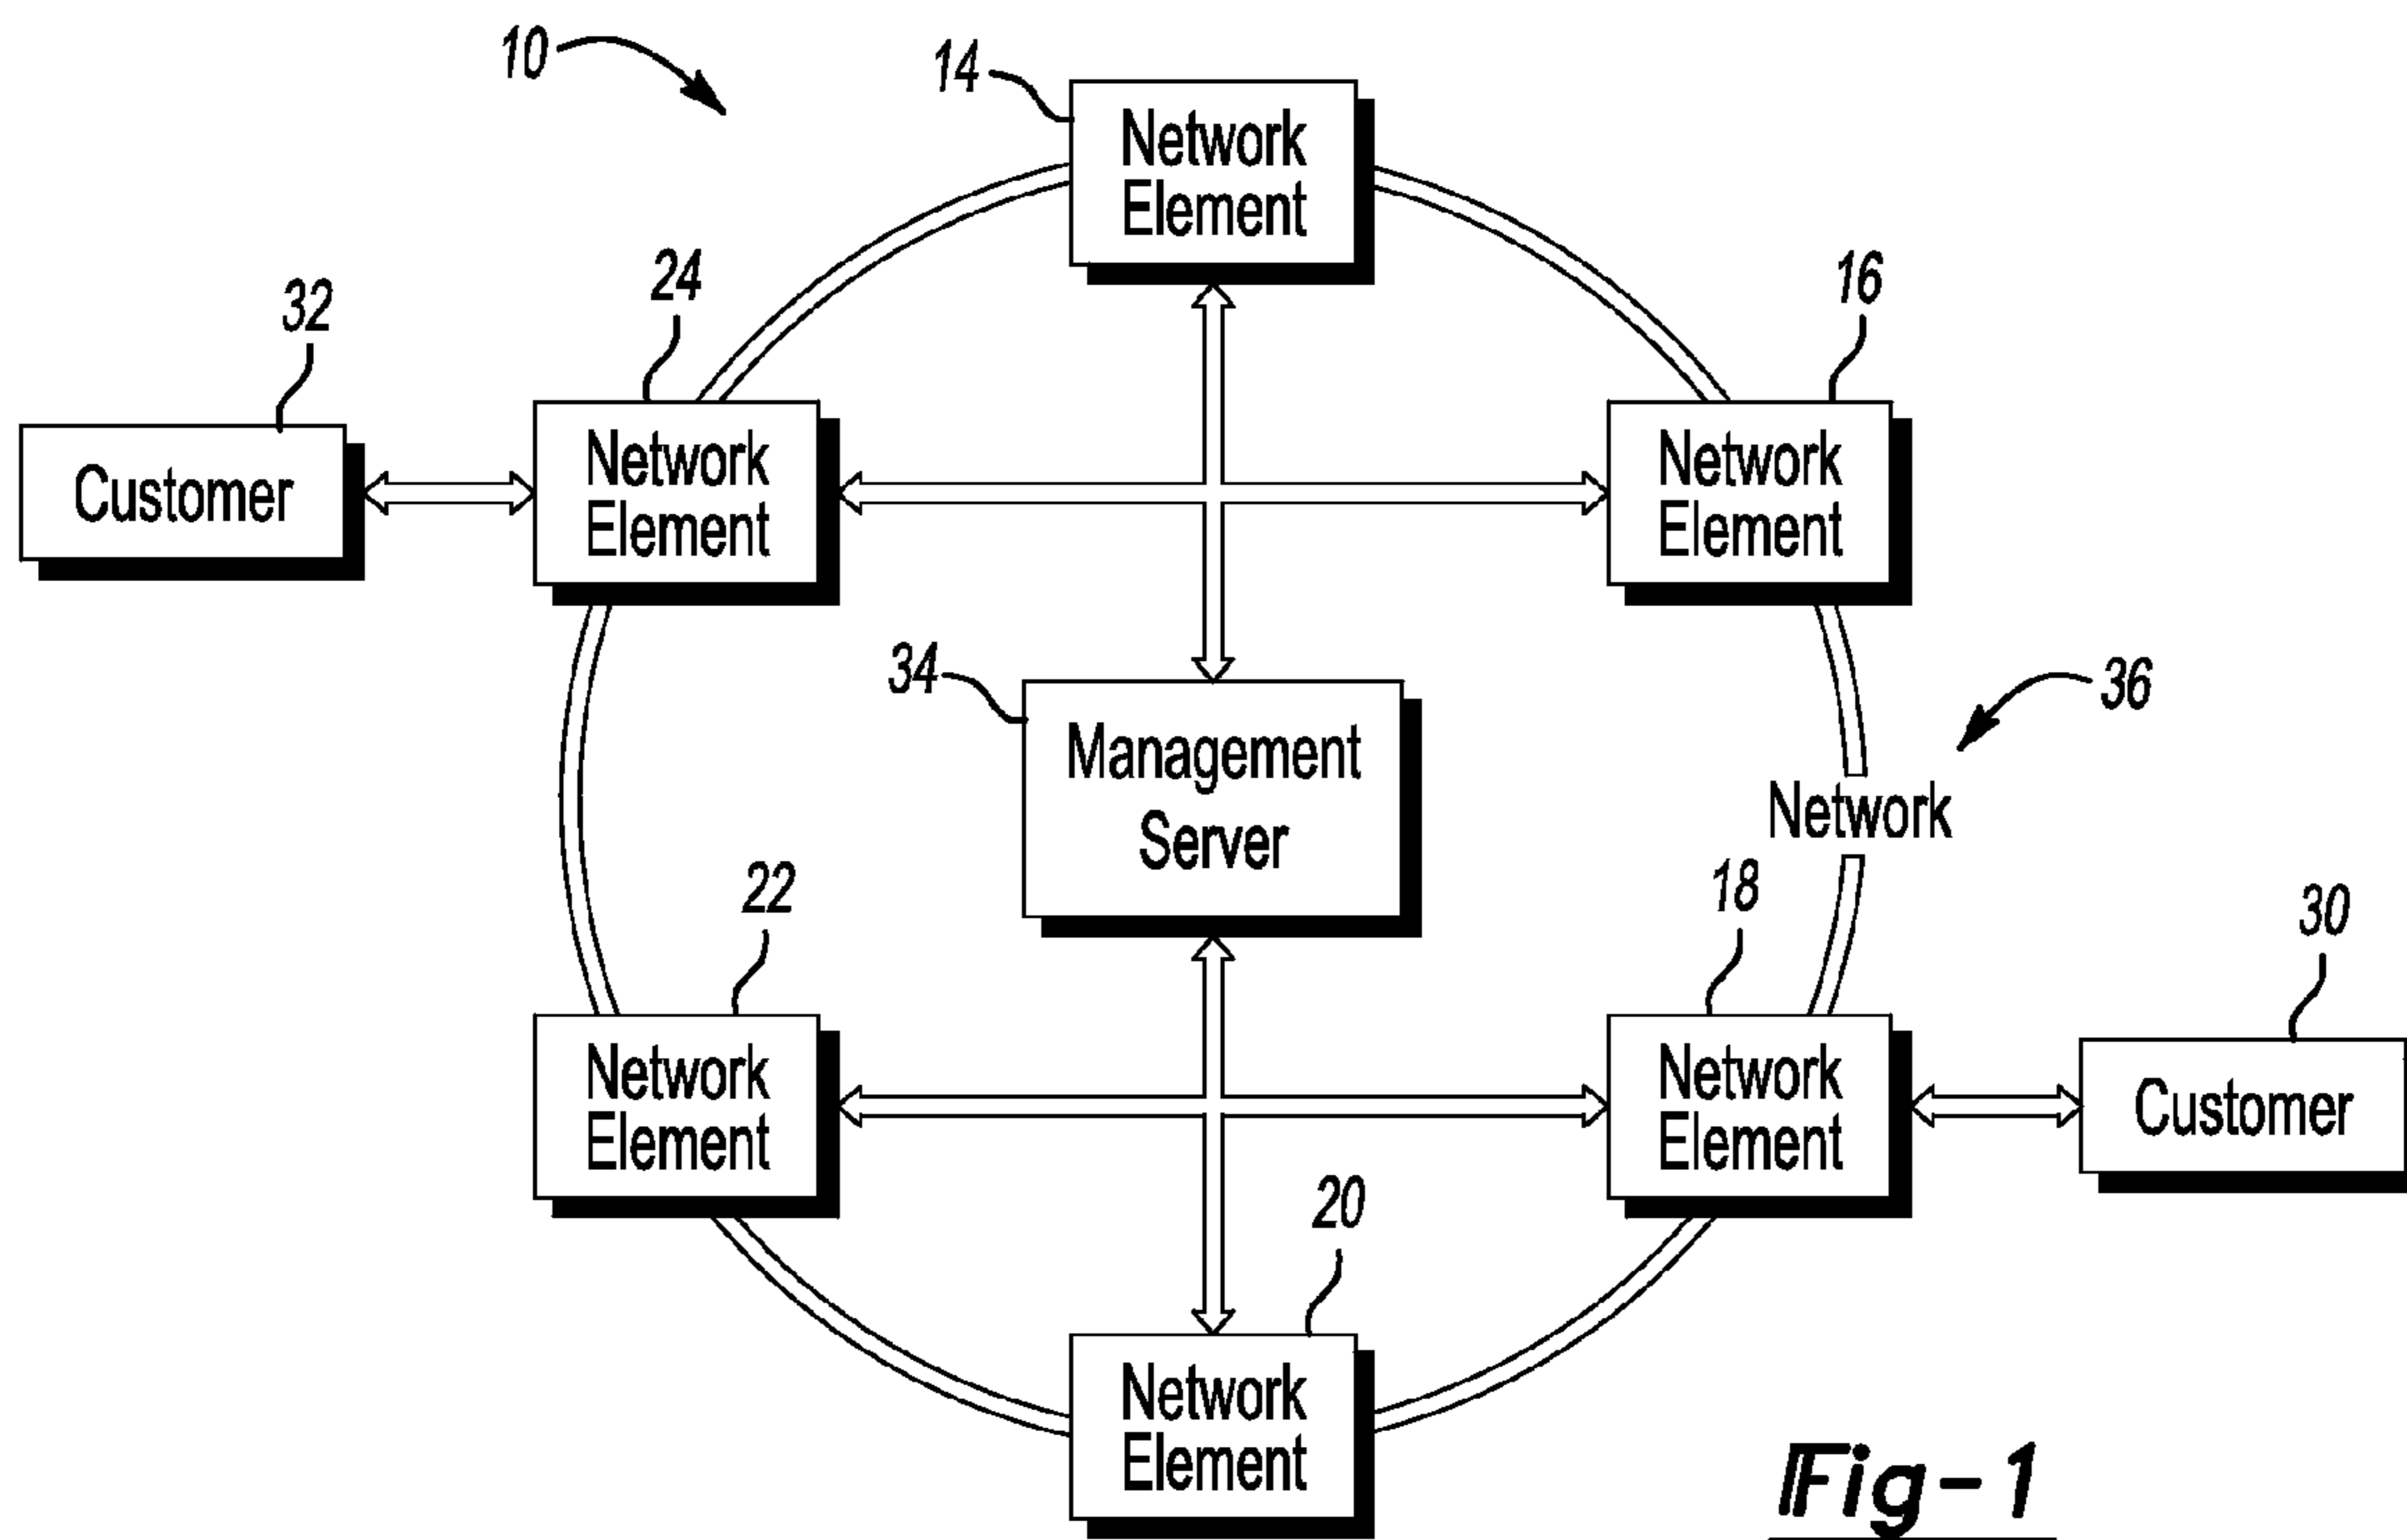 10
14
Network
Element
24
16
32
Network
Element
Network
Element
Customer
34
36
Management
Server
Network
22
18
30
Network
Element
Network
Element
Customer
20
Network
Element
Fig-1